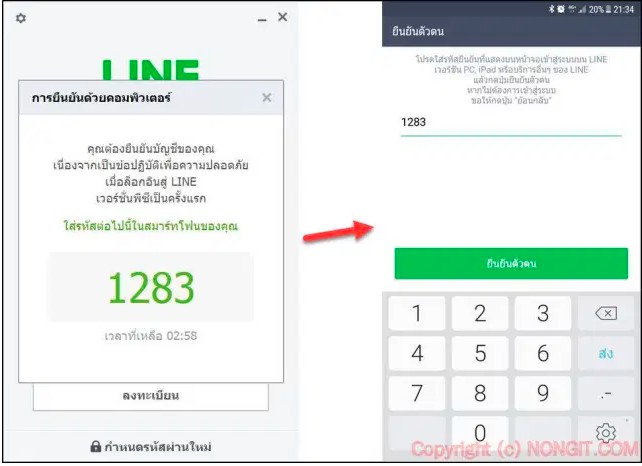 LINE
การยืนยันด้วยคอมพิวเตอร์
คุณต้องยืนยันบัญชีของคุณ
เนื่องจากเป็นข้อปฏิบัติเพื่อความปลอดภัย
เมื่อล็อกอินสู่ LINE
เวอร์ชั่นพีซีเป็นครั้งแรก
ใส่รหัสต่อไปนี้ในสมาร์ทโฟนของคุณ
1283
เวลาที่เหลือ 02:58
ลงทะเบียน
กำหนดรหัสผ่านใหม่
20% 21:34
ยืนยันตัวตน
โปรดใส่รหัสยืนยันที่แสดงบนหน้าจอเข้าสู่ระบบบน LINE
เวอร์ชัน PC, iPad หรือบริการอื่นๆ ของ LINE
แล้วกดปุ่มยืนยันตัวตน
หากไม่ต้องการเข้าสู่ระบบ
ขอให้กดปุ่ม "ย้อนกลับ"
1283
ยืนยันตัวตน
1 2 3
4 5 6 ส่ง
7 8 9 .-
0
Copyright (c) NONGIT.COM